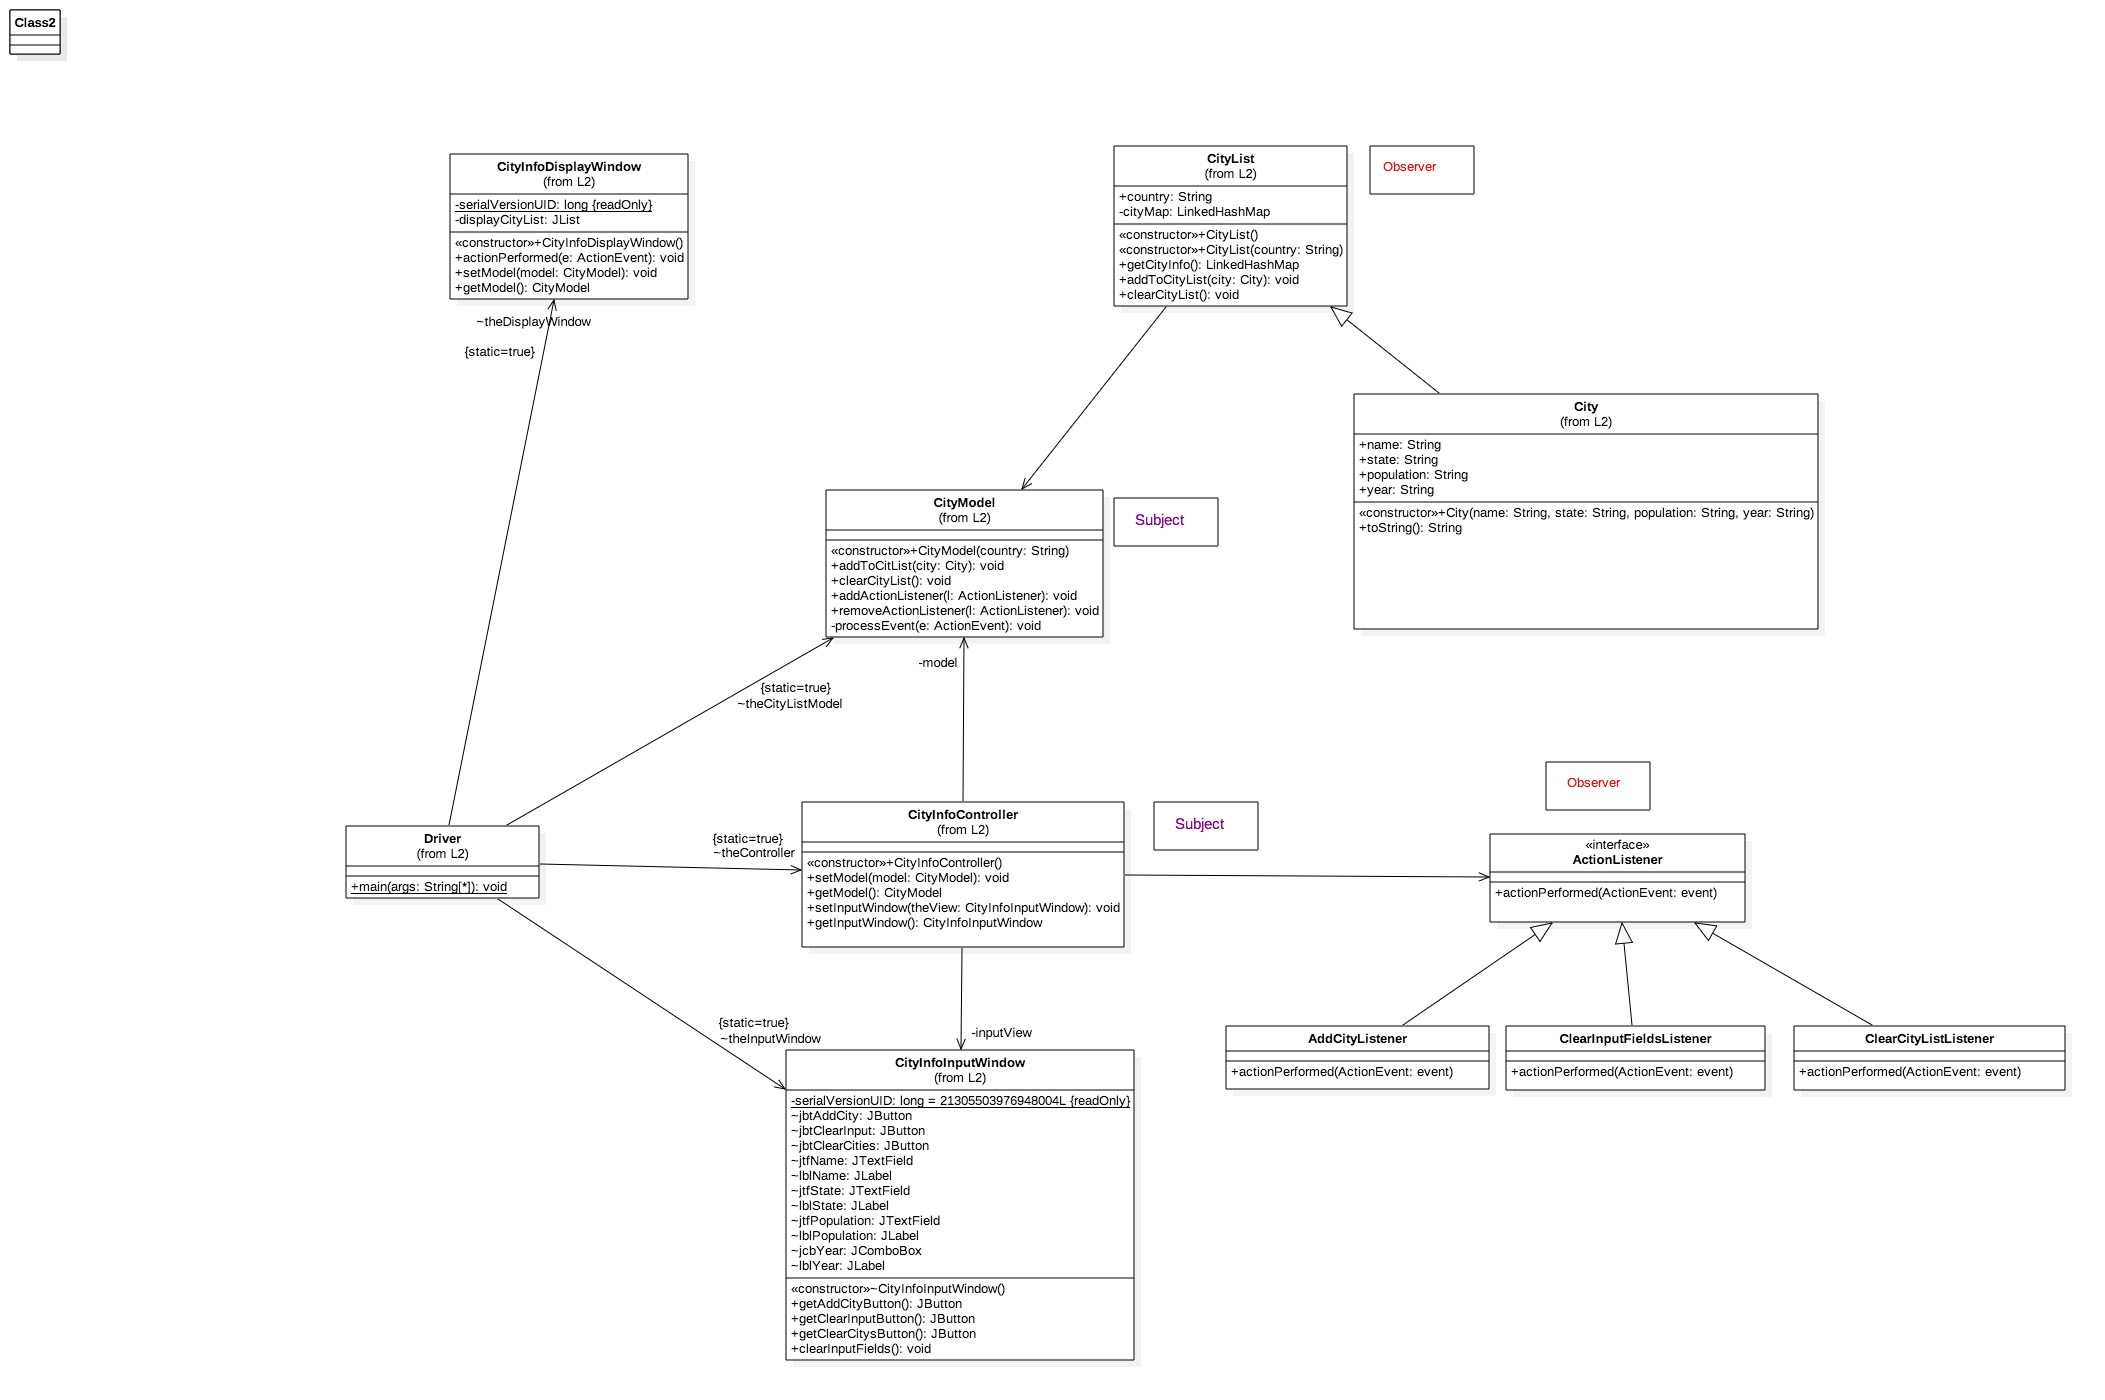 Class2
CityInfoDisplayWindow
(from L2)
-serialVersionUID: long {readOnly}
-displayCityList: JList
«constructor»+CityInfoDisplayWindow()
+actionPerformed(e: ActionEvent): void
+setModel(model: CityModel): void
+getModel(): CityModel
~theDisplayWindow
{static=true}
CityList
(from L2)
+country: String
-cityMap: LinkedHashMap
«constructor»+CityList()
«constructor»+CityList(country: String)
+getCityInfo(): LinkedHashMap
+addToCityList(city: City): void
+clearCityList(): void
Observer
City
(from L2)
+name: String
+state: String
+population: String
+year: String
«constructor»+City(name: String, state: String, population: String, year: String)
+toString(): String
CityModel
(from L2)
«constructor»+CityModel(country: String)
+addToCitList(city: City): void
+clearCityList(): void
+addActionListener(l: ActionListener): void
+removeActionListener(l: ActionListener): void
-processEvent(e: ActionEvent): void
Subject
-model
{static=true}
~theCityListModel
Driver
(from L2)
+main(args: String[*]): void
{static=true}
~theController
CityInfoController
(from L2)
«constructor»+CityInfoController()
+setModel(model: CityModel): void
+getModel(): CityModel
+setInputWindow(theView: CityInfoInputWindow): void
+getInputWindow(): CityInfoInputWindow
Subject
Observer
«interface»
ActionListener
+actionPerformed(ActionEvent: event)
AddCityListener
+actionPerformed(ActionEvent: event)
ClearInputFieldsListener
+actionPerformed(ActionEvent: event)
ClearCityListListener
+actionPerformed(ActionEvent: event)
{static=true}
~theInputWindow
-inputView
CityInfoInputWindow
(from L2)
-serialVersionUID: long = 21305503976948004L {readOnly}
~jbtAddCity: JButton
~jbtClearInput: JButton
~jbtClearCities: JButton
~jtfName: JTextField
~lblName: JLabel
~jtfState: JTextField
~lblState: JLabel
~jtfPopulation: JTextField
~lblPopulation: JLabel
~jcbYear: JComboBox
~lblYear: JLabel
«constructor»~CityInfoInputWindow()
+getAddCityButton(): JButton
+getClearInputButton(): JButton
+getClearCitysButton(): JButton
+clearInputFields(): void